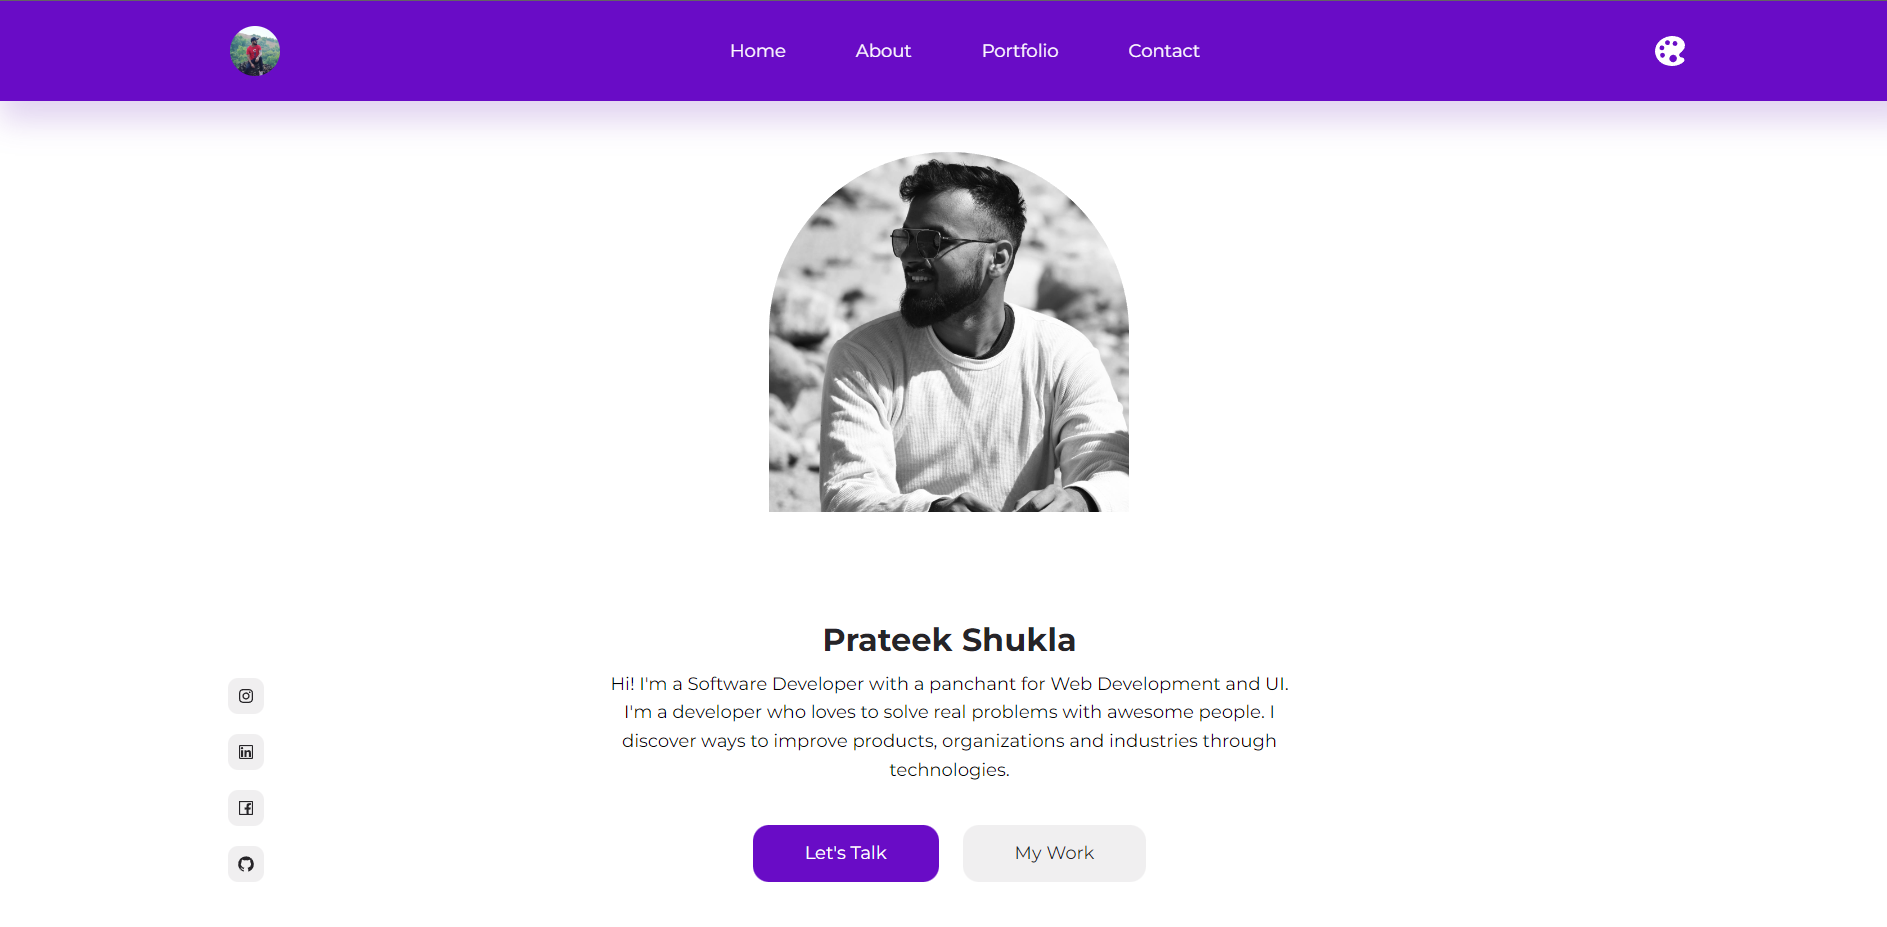 Home About Portfolio Contact
Prateek Shukla
Hi! I'm a Software Developer with a panchant for Web Development and UI.
I'm a developer who loves to solve real problems with awesome people. I
discover ways to improve products, organizations and industries through
technologies.
Let's Talk My Work